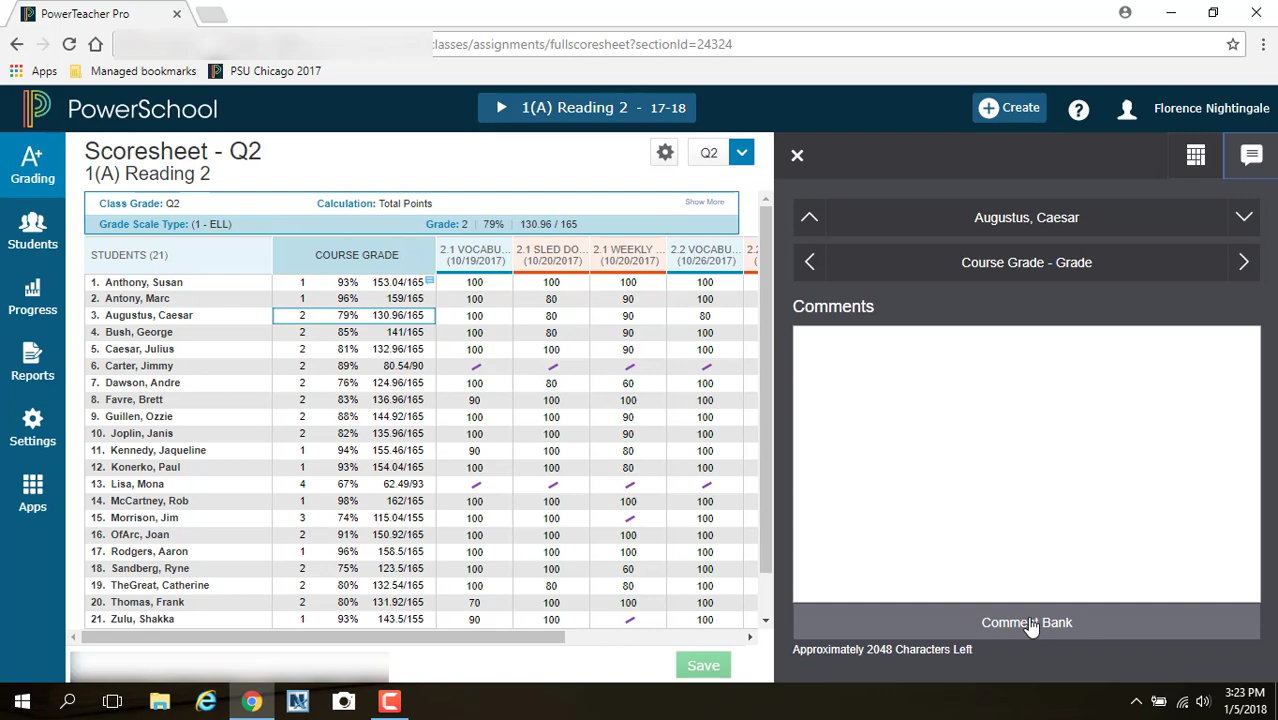 PowerTeacher Pro
classes/assignments/fullscoresheet?sectionId=24324
Apps Managed bookmarks PSU Chicago 2017
PowerSchool 1(A) Reading 2 - 17-18 Create ? Florence Nightingale
A+
Grading
Students
Progress
Reports
Settings
Apps
Scoresheet - Q2
1(A) Reading 2
Q2
Class Grade: Q2 Calculation: Total Points Show More
Grade Scale Type: (1 - ELL) Grade: 2 | 79% | 130.96 / 165
STUDENTS (21) COURSE GRADE 2.1 VOCABU... 2.1 SLED DO... 2.1 WEEKLY ... 2.2 VOCABU...
(10/19/2017) (10/20/2017) (10/20/2017) (10/26/2017)
1. Anthony, Susan 1 93% 153.04/165 100 100 100 100
2. Antony, Marc 1 96% 159/165 100 80 90 100
3. Augustus, Caesar 2 79% 130.96/165 100 80 90 80
4. Bush, George 2 85% 141/165 100 80 90 100
5. Caesar, Julius 2 81% 132.96/165 100 100 90 100
6. Carter, Jimmy 2 89% 80.54/90
7. Dawson, Andre 2 76% 124.96/165 100 80 60 100
8. Favre, Brett 2 83% 136.96/165 90 100 100 100
9. Guillen, Ozzie 2 88% 144.92/165 100 100 90 100
10. Joplin, Janis 2 82% 135.96/165 100 100 90 100
11. Kennedy, Jaqueline 1 94% 155.46/165 90 100 80 100
12. Konerko, Paul 1 93% 154.04/165 100 100 80 100
13. Lisa, Mona 4 67% 62.49/93
14. McCartney, Rob 1 98% 162/165 100 100 100 100
15. Morrison, Jim 3 74% 115.04/155 100 100 100
16. OfArc, Joan 2 91% 150.92/165 100 100 100 100
17. Rodgers, Aaron 1 96% 158.5/165 100 100 100 100
18. Sandberg, Ryne 2 75% 123.5/165 100 100 60 100
19. TheGreat, Catherine 2 80% 132.54/165 100 80 80 100
20. Thomas, Frank 2 80% 131.92/165 70 100 100 100
21. Zulu, Shakka 1 93% 143.5/155 90 100 100
Save
Augustus, Caesar
Course Grade - Grade
Comments
Comment Bank
Approximately 2048 Characters Left
3:23 PM
1/5/2018